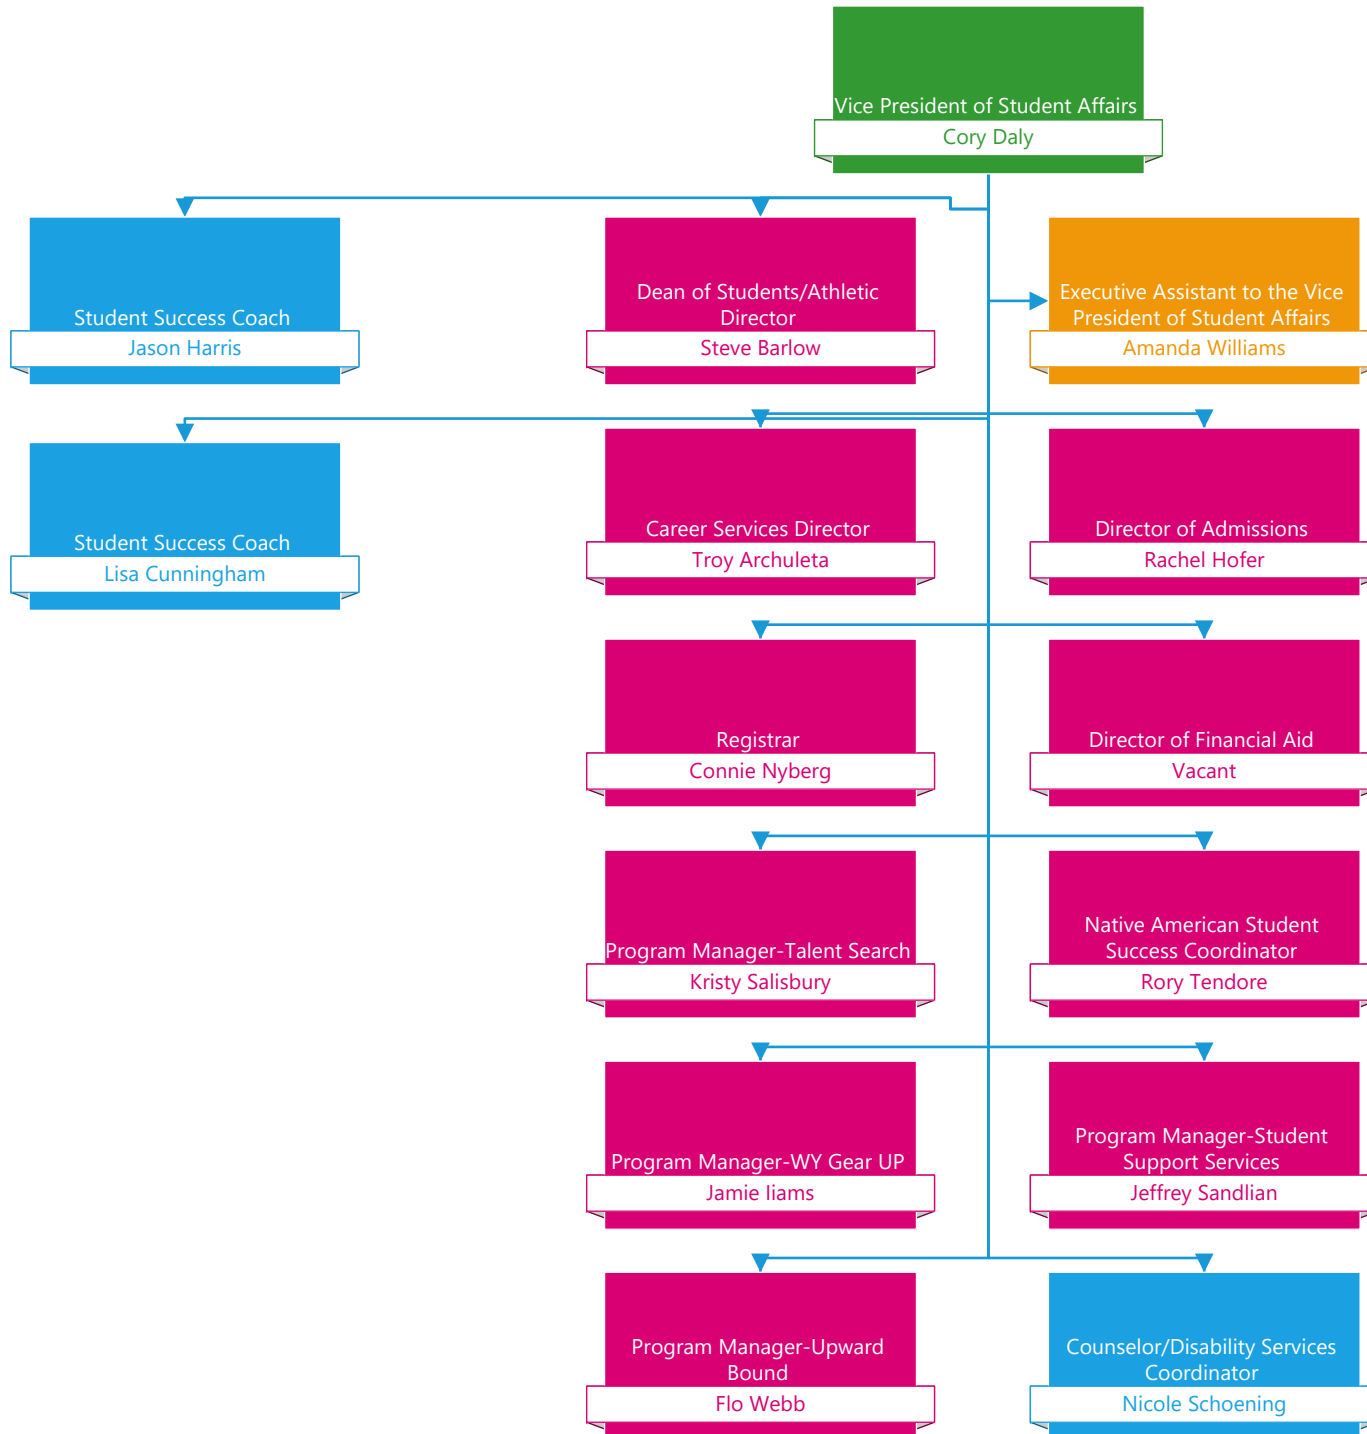 Vice President of Student Affairs
Cory Daly
Student Success Coach
Jason Harris
Dean of Students/Athletic
Director
Steve Barlow
Executive Assistant to the Vice
President of Student Affairs
Amanda Williams
Student Success Coach
Lisa Cunningham
Career Services Director
Troy Archuleta
Director of Admissions
Rachel Hofer
Registrar
Connie Nyberg
Director of Financial Aid
Vacant
Program Manager-Talent Search
Kristy Salisbury
Native American Student
Success Coordinator
Rory Tendore
Program Manager-WY Gear UP
Jamie Iiams
Program Manager-Student
Support Services
Jeffrey Sandlian
Program Manager-Upward
Bound
Flo Webb
Counselor/Disability Services
Coordinator
Nicole Schoening